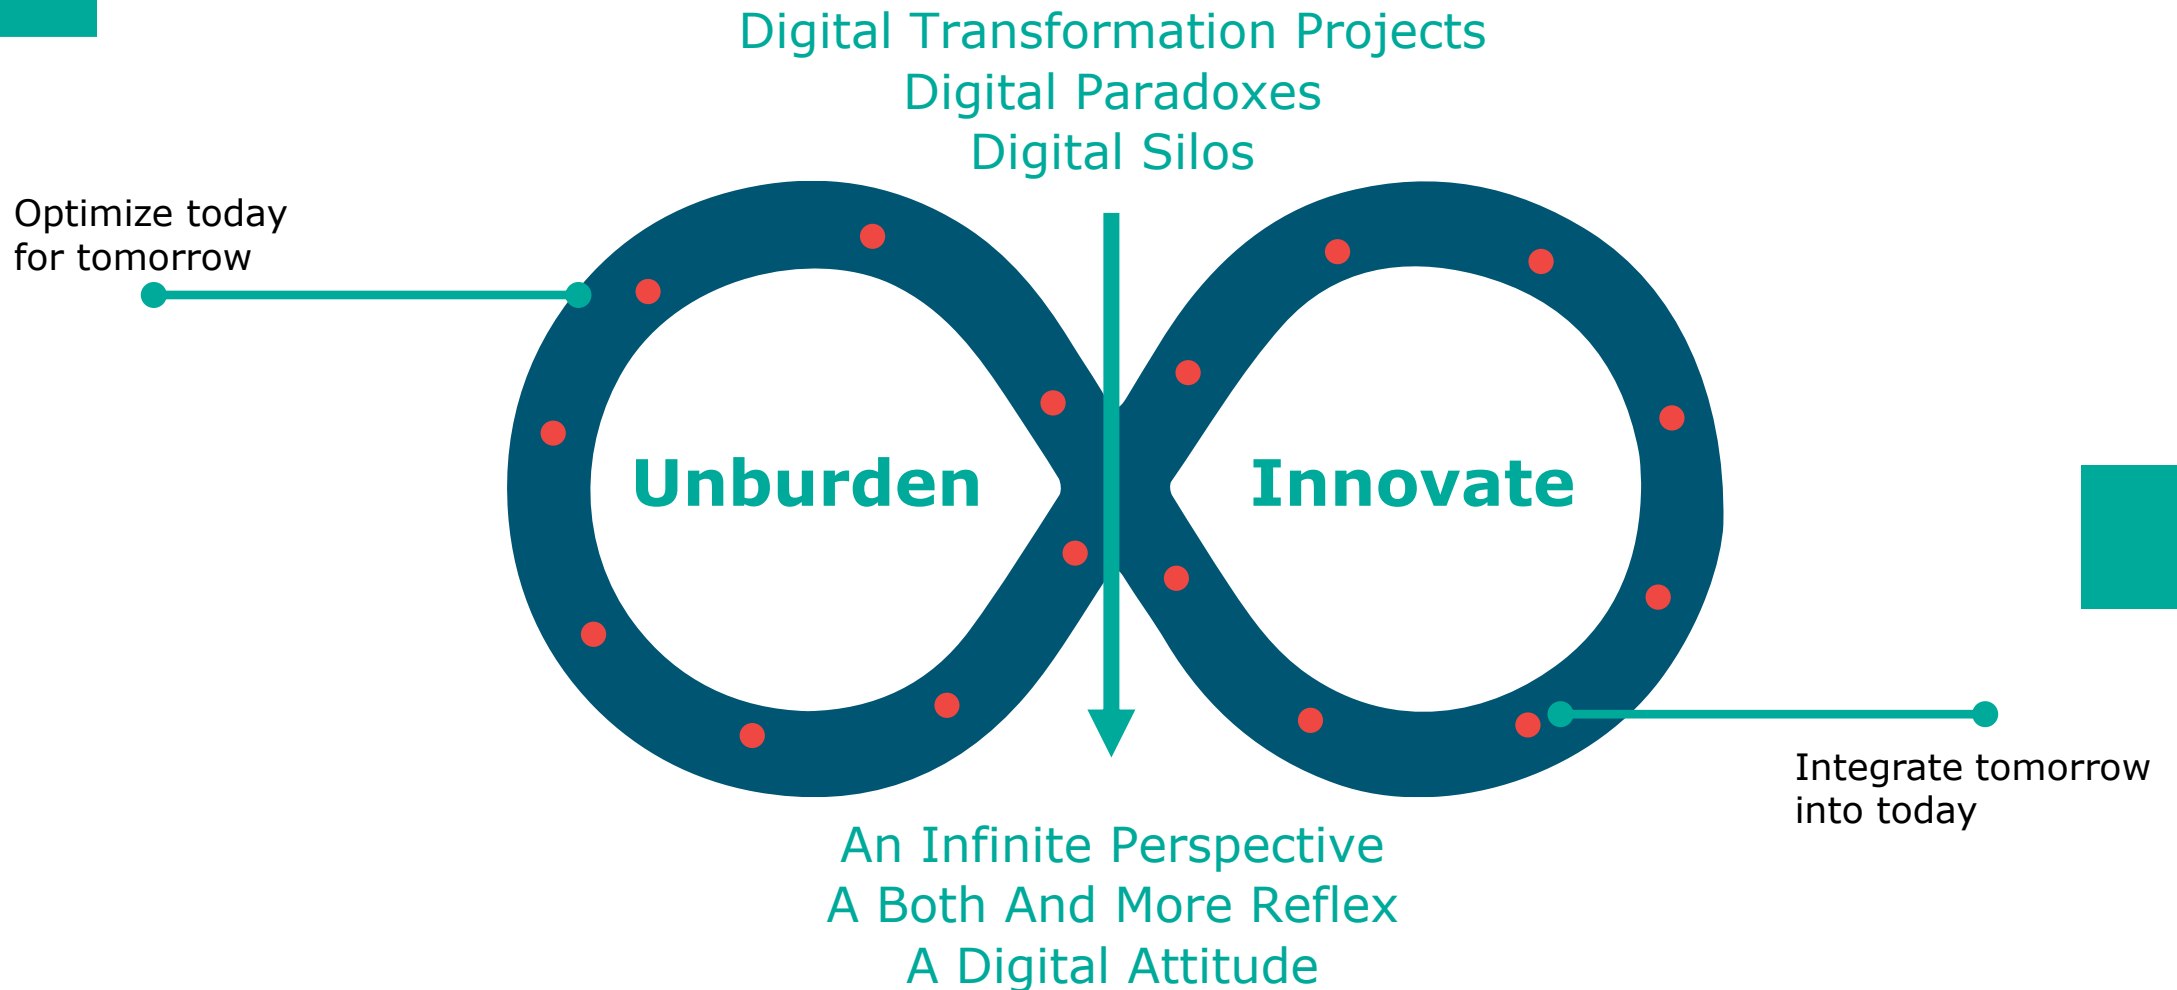 Digital Transformation Projects
Digital Paradoxes
Digital Silos
Optimize today
for tomorrow
Unburden
Innovate
Integrate tomorrow
into today
An Infinite Perspective
A Both And More Reflex
A Digital Attitude